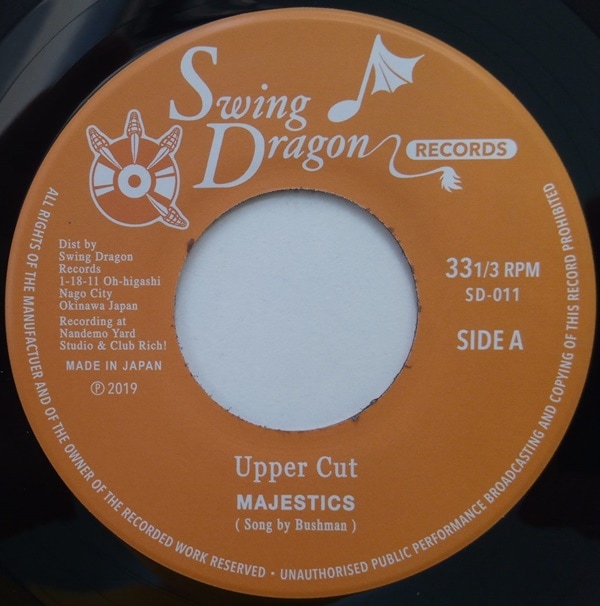 Swing
Dragon
RECORDS
Dist by
Swing Dragon
Records
1-18-11 Oh-higashi
Nago City
Okinawa Japan
Recording at
Nandemo Yard
Studio & Club Rich!
MADE IN JAPAN
Ⓟ 2019
33 1/3 RPM
SD-011
SIDE A
Upper Cut
MAJESTICS
( Song by Bushman )
ALL RIGHTS OF THE MANUFACTUER AND OF THE OWNER OF THE RECORDED WORK RESERVED • UNAUTHORISED PUBLIC PERFORMANCE BROADCASTING AND COPYING OF THIS RECORD PROHIBITED